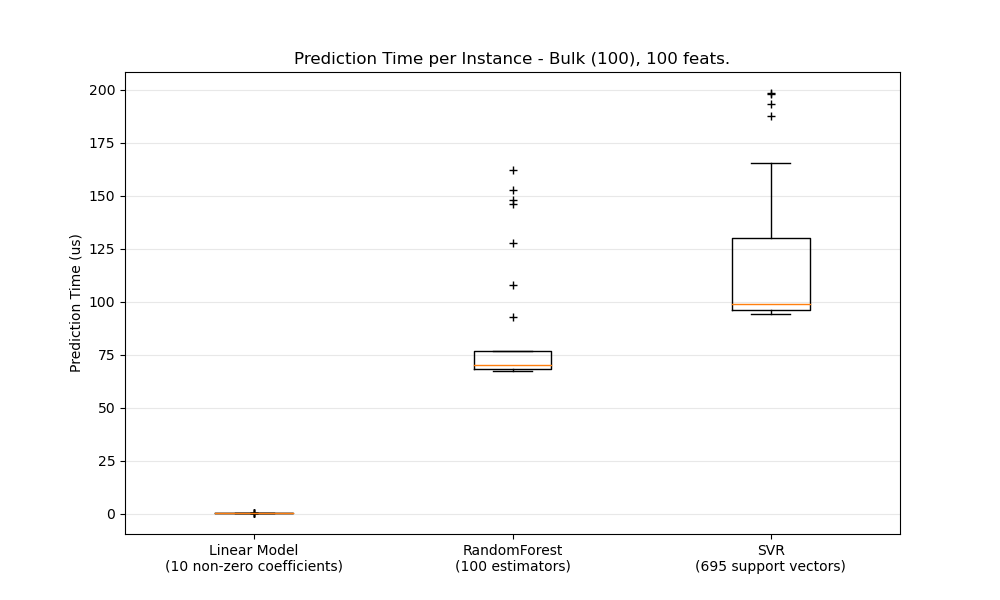 Prediction Time per Instance - Bulk (100), 100 feats.
200
175
150
125
100
75
50
25
0
Prediction Time (us)
Linear Model
(10 non-zero coefficients)
RandomForest
(100 estimators)
SVR
(695 support vectors)